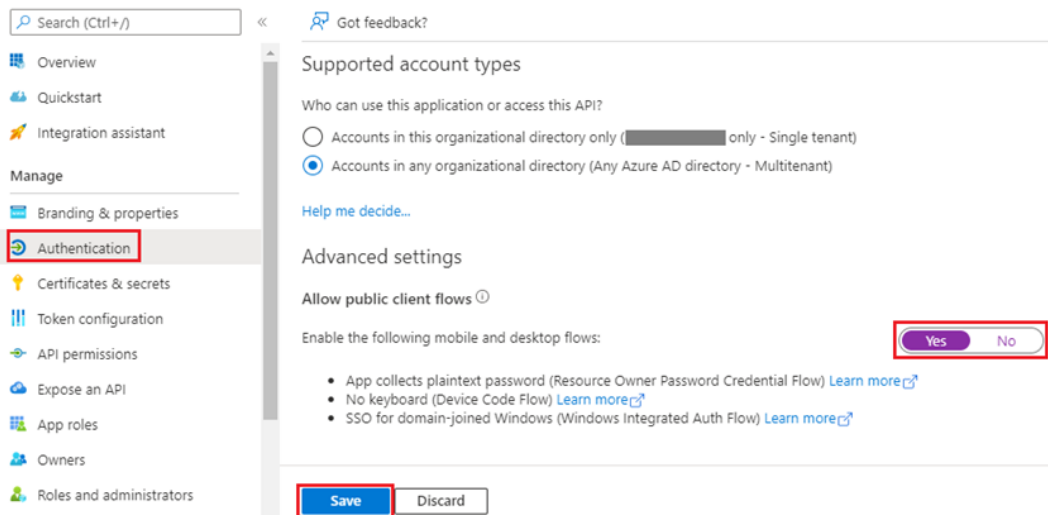 Search (Ctrl+/)
«
Overview
Quickstart
Integration assistant
Manage
Branding & properties
Authentication
Certificates & secrets
Token configuration
API permissions
Expose an API
App roles
Owners
Roles and administrators
Got feedback?
Supported account types
Who can use this application or access this API?
Accounts in this organizational directory only ( only - Single tenant)
Accounts in any organizational directory (Any Azure AD directory - Multitenant)
Help me decide...
Advanced settings
Allow public client flows
Enable the following mobile and desktop flows: Yes No
• App collects plaintext password (Resource Owner Password Credential Flow) Learn more
• No keyboard (Device Code Flow) Learn more
• SSO for domain-joined Windows (Windows Integrated Auth Flow) Learn more
Save Discard